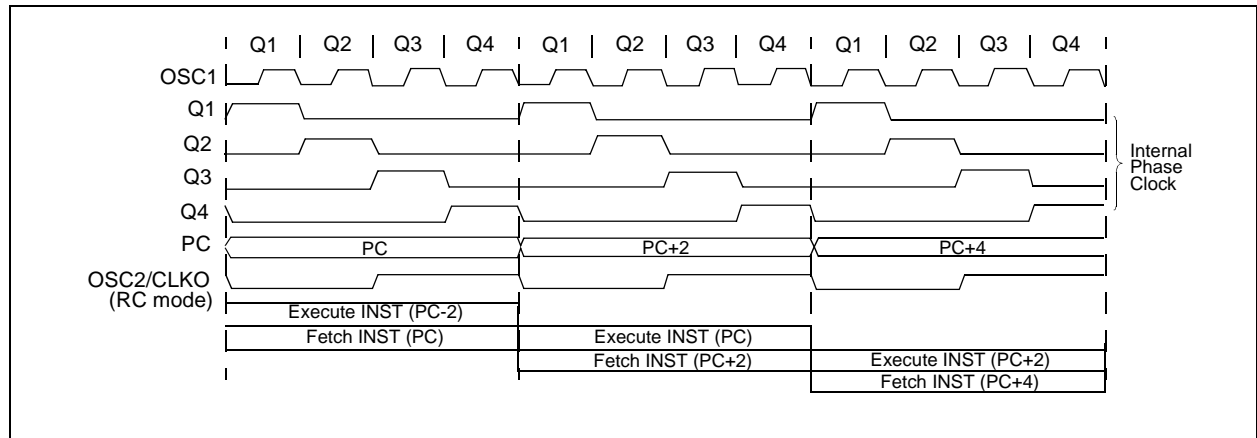 Q1 | Q2 | Q3 | Q4 | Q1 | Q2 | Q3 | Q4 | Q1 | Q2 | Q3 | Q4
OSC1
Q1
Q2
Q3
Q4
Internal
Phase
Clock
PC PC PC+2 PC+4
OSC2/CLKO
(RC mode)
Execute INST (PC-2)
Fetch INST (PC) Execute INST (PC)
Fetch INST (PC+2) Execute INST (PC+2)
Fetch INST (PC+4)